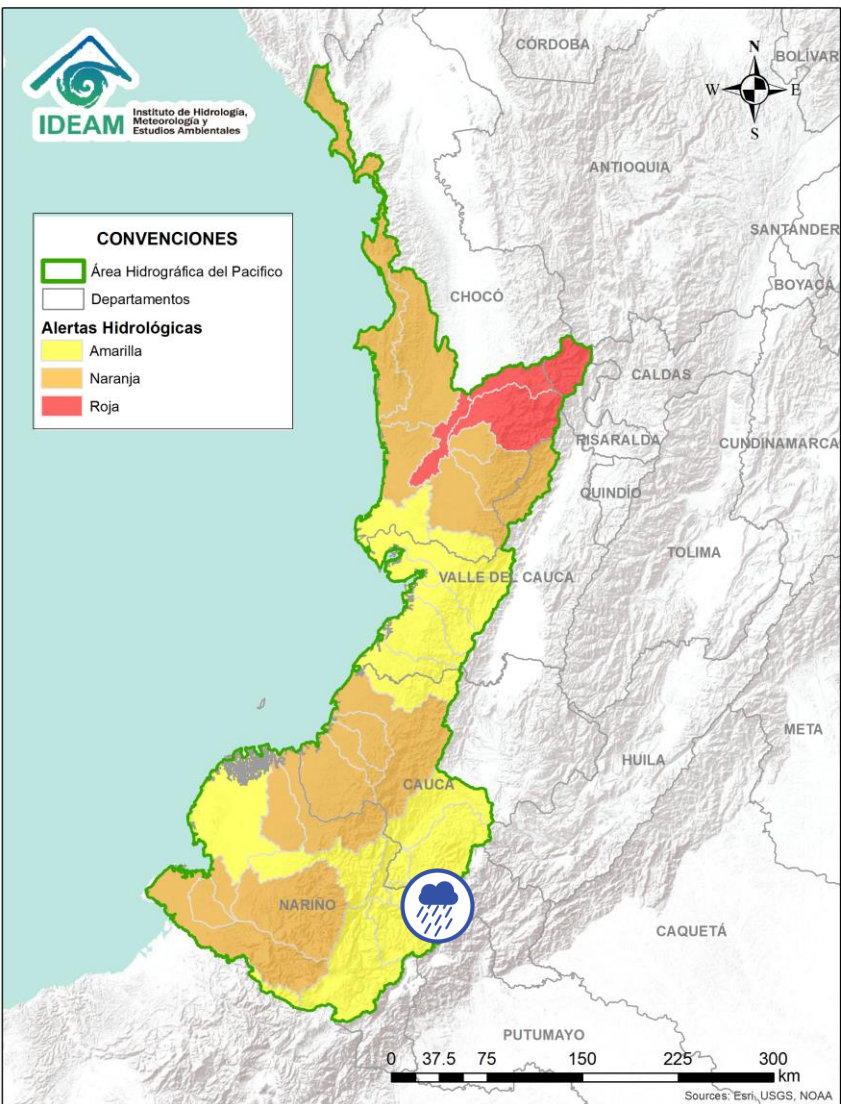 IDEAM
Instituto de Hidrología,
Meteorología y
Estudios Ambientales
CÓRDOBA
N
BOLÍVAR
W
E
S
ANTIOQUIA
SANTANDER
CONVENCIONES
Área Hidrográfica del Pacifico
Departamentos
Alertas Hidrológicas
Amarilla
Naranja
Roja
BOYACÁ
CHOCÓ
CALDAS
RISARALDA
CUNDINAMARCA
QUINDÍO
TOLIMA
VALLE DEL CAUCA
META
HUILA
CAUCA
NARIÑO
CAQUETÁ
PUTUMAYO
0 37.5 75 150 225 300
km
Sources: Esri, USGS, NOAA